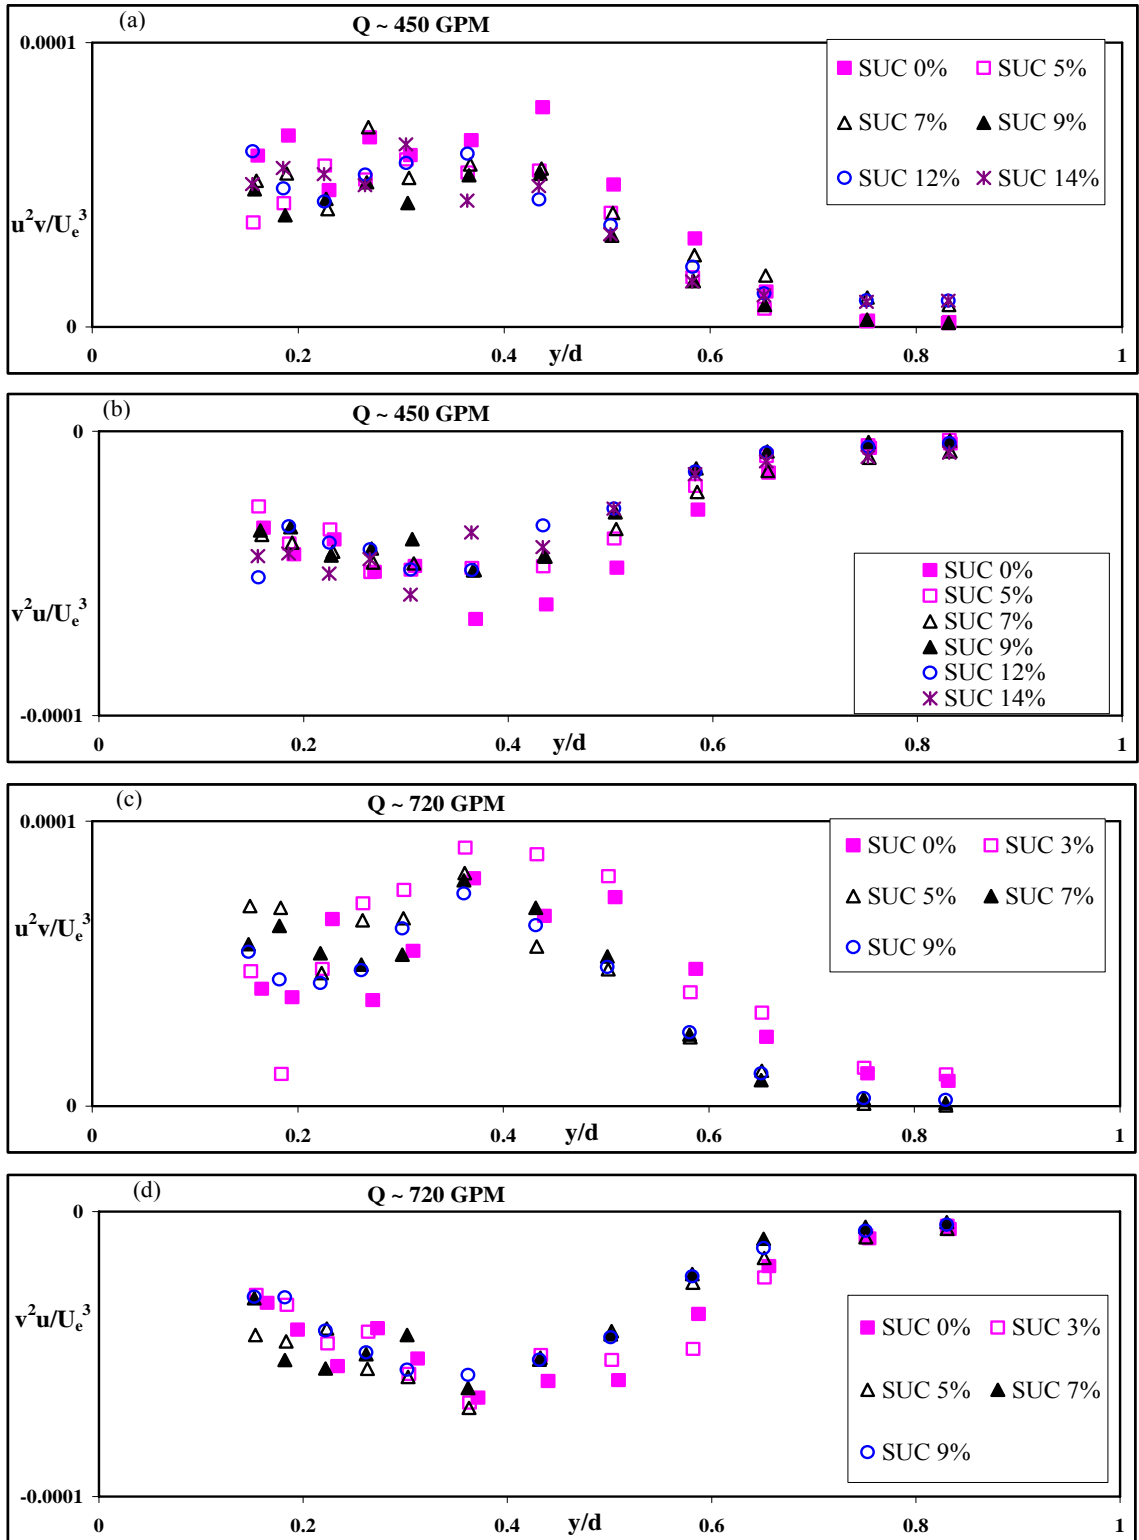 (a)
Q ~ 450 GPM
0.0001
SUC 0% SUC 5%
SUC 7% SUC 9%
SUC 12% SUC 14%
u²v/Uₑ³
0
0 0.2 0.4 y/d 0.6 0.8 1
(b)
Q ~ 450 GPM
0
SUC 0%
SUC 5%
SUC 7%
SUC 9%
SUC 12%
SUC 14%
v²u/Uₑ³
-0.0001
0 0.2 0.4 y/d 0.6 0.8 1
(c)
Q ~ 720 GPM
0.0001
SUC 0% SUC 3%
SUC 5% SUC 7%
SUC 9%
u²v/Uₑ³
0
0 0.2 0.4 y/d 0.6 0.8 1
(d)
Q ~ 720 GPM
0
v²u/Uₑ³
SUC 0% SUC 3%
SUC 5% SUC 7%
SUC 9%
-0.0001
0 0.2 0.4 y/d 0.6 0.8 1